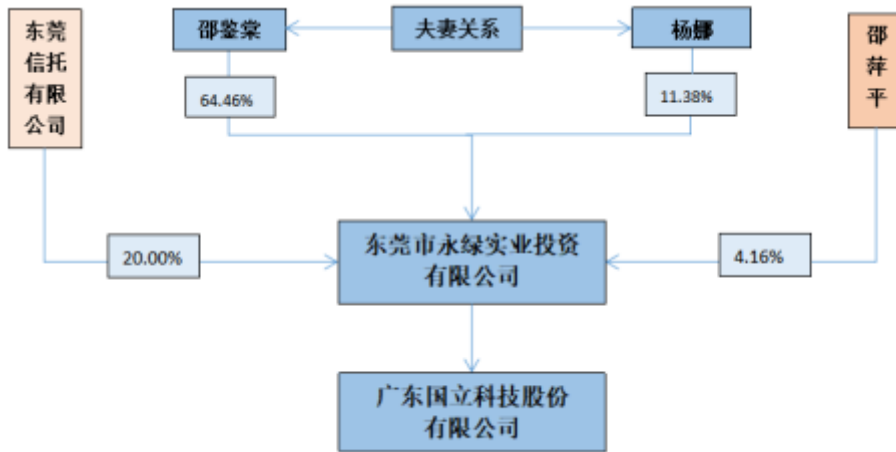 东莞
信托
有限
公司
邵鉴棠
夫妻关系
杨娜
邵
萍
平
64.46%
11.38%
20.00%
东莞市永绿实业投资
有限公司
4.16%
广东国立科技股份
有限公司